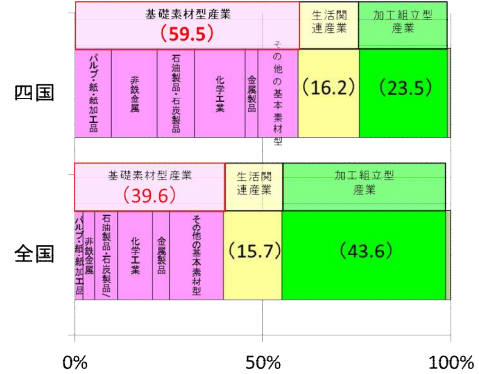 基礎素材型産業
(59.5)
生活関
連産業
加工組立型
産業
四国
パルプ・紙・紙加工品
非鉄金属
石油製品・石炭製品
化学工業
金属製品
その他の基本素材型
(16.2)
(23.5)
基礎素材型産業
(39.6)
生活関
連産業
加工組立型
産業
全国
パルプ・紙・紙加工品
非鉄金属
石油製品・石炭製品/
化学工業
金属製品
その他の基本素材型
(15.7)
(43.6)
0%
50%
100%